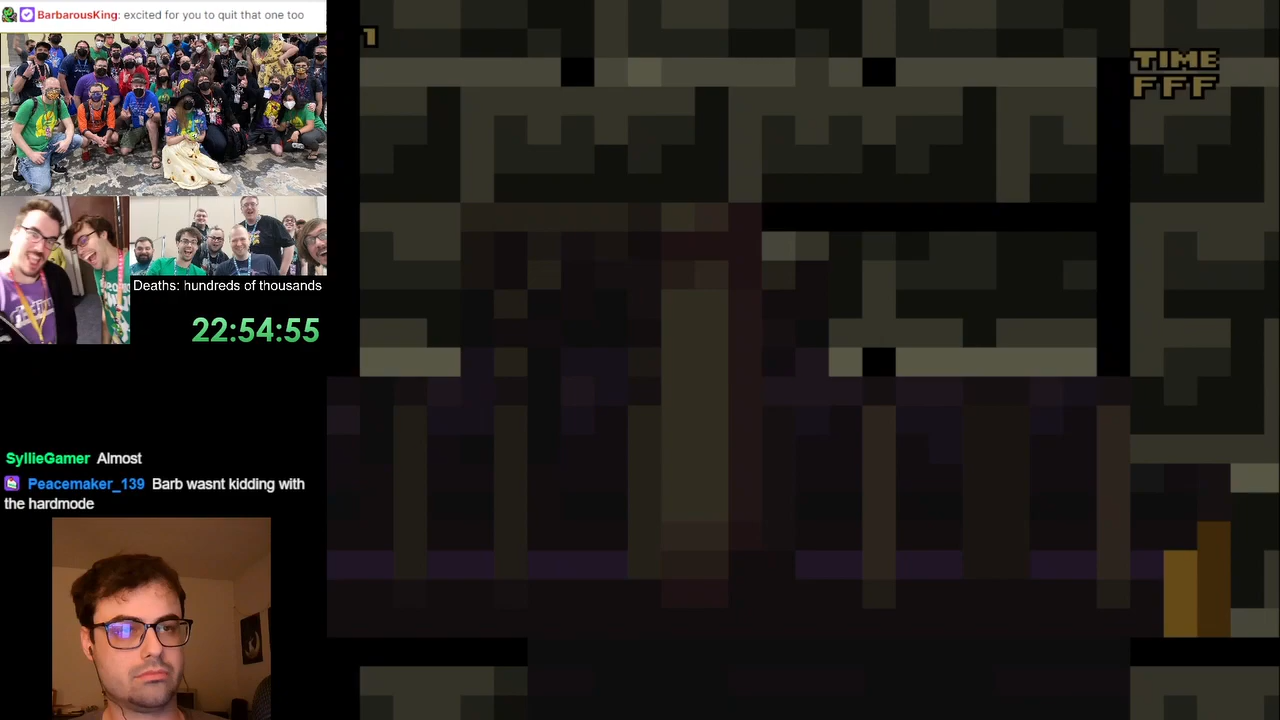 BarbarousKing: excited for you to quit that one too
1
TIME
FFF
Deaths: hundreds of thousands
22:54:55
SyllieGamer Almost
Peacemaker_139 Barb wasnt kidding with
the hardmode